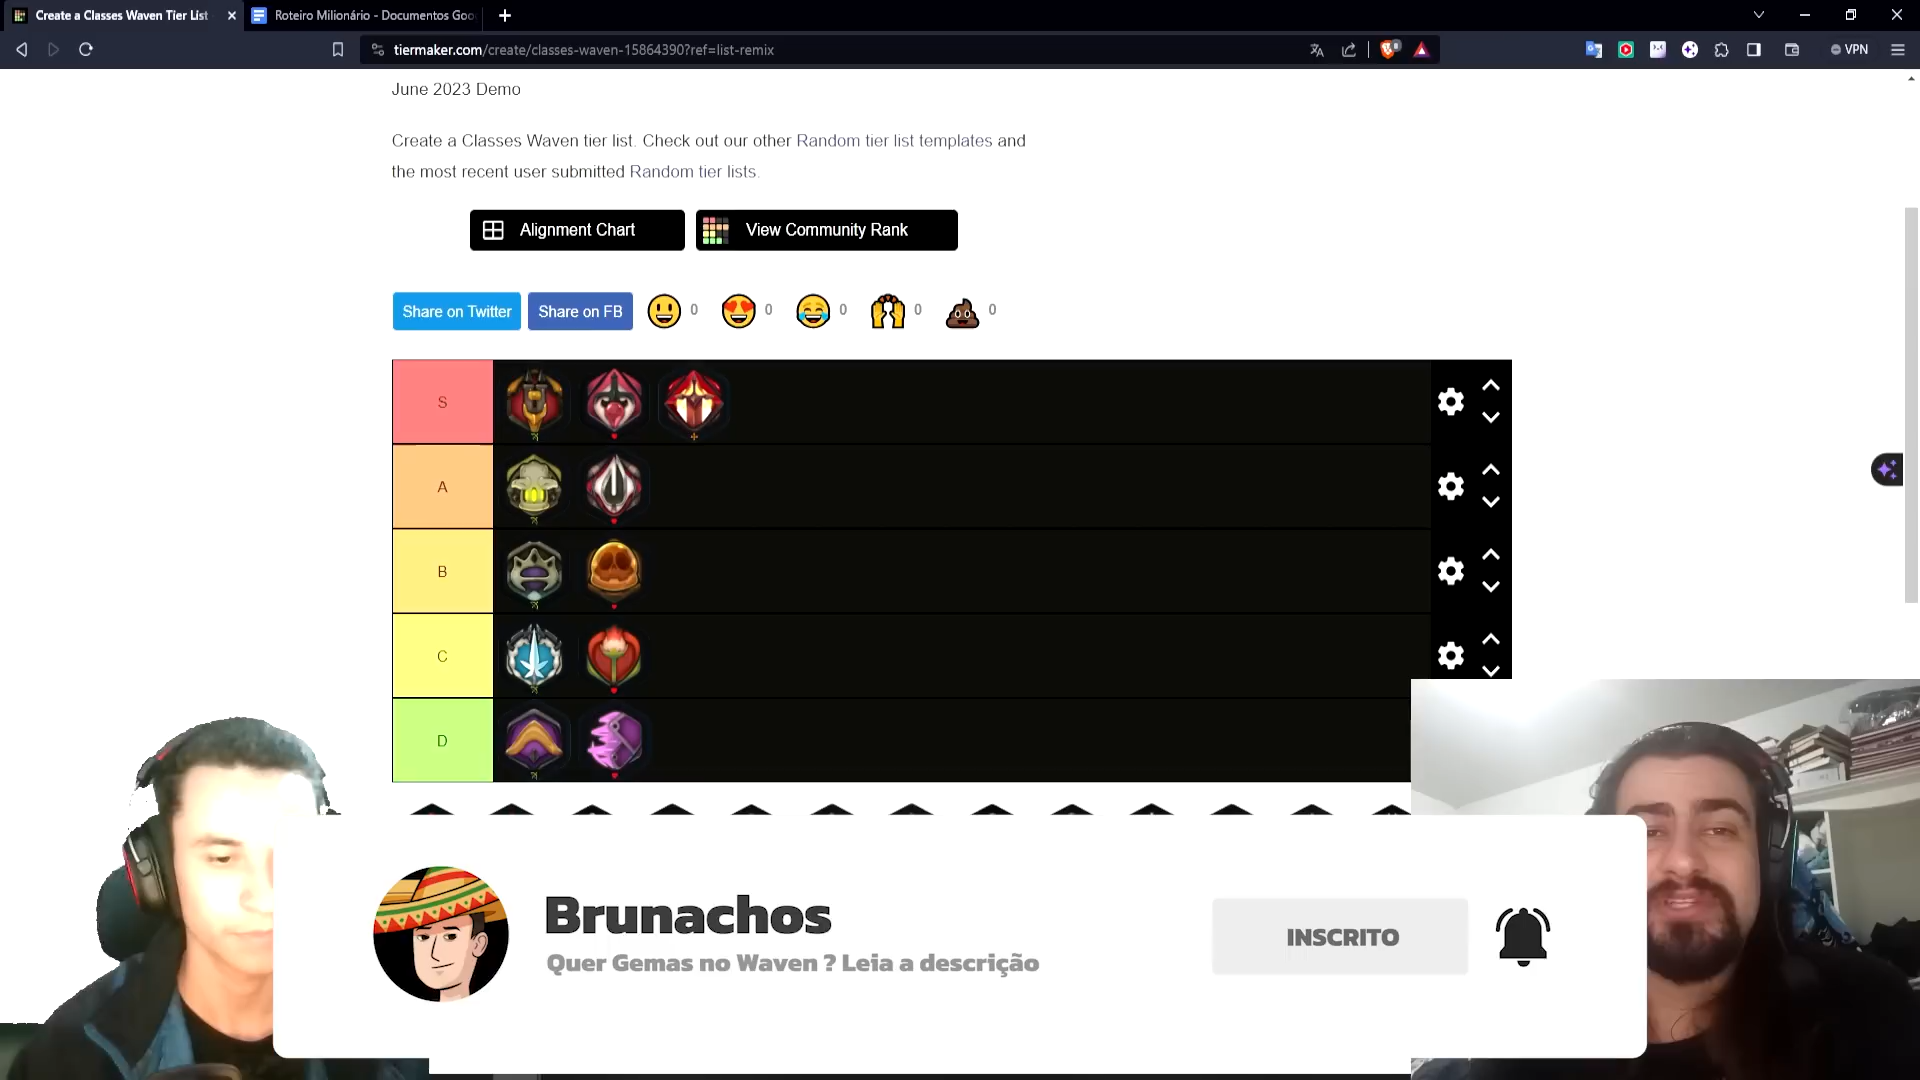 Create a Classes Waven Tier List
Roteiro Milionário - Documentos Goo
tiermaker.com/create/classes-waven-15864390?ref=list-remix
VPN
June 2023 Demo
Create a Classes Waven tier list. Check out our other Random tier list templates and
the most recent user submitted Random tier lists.
Alignment Chart
View Community Rank
Share on Twitter
Share on FB
0
0
0
0
0
S
A
B
C
D
Brunachos
Quer Gemas no Waven ? Leia a descrição
INSCRITO